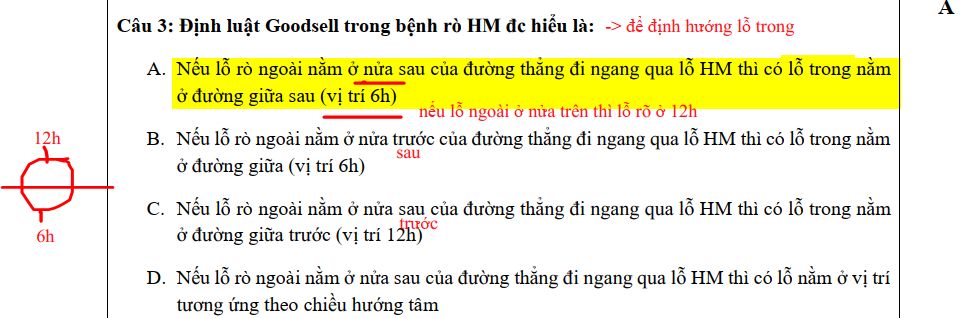 A
Câu 3: Định luật Goodsell trong bệnh rò HM đc hiểu là: -> để định hướng lỗ trong
A. Nếu lỗ rò ngoài nằm ở nửa sau của đường thẳng đi ngang qua lỗ HM thì có lỗ trong nằm
ở đường giữa sau (vị trí 6h)
nếu lỗ ngoài ở nửa trên thì lỗ rõ ở 12h
12h
B. Nếu lỗ rò ngoài nằm ở nửa trước của đường thẳng đi ngang qua lỗ HM thì có lỗ trong nằm
sau
ở đường giữa (vị trí 6h)
C. Nếu lỗ rò ngoài nằm ở nửa sau của đường thẳng đi ngang qua lỗ HM thì có lỗ trong nằm
trước
ở đường giữa trước (vị trí 12h)
6h
D. Nếu lỗ rò ngoài nằm ở nửa sau của đường thẳng đi ngang qua lỗ HM thì có lỗ nằm ở vị trí
tương ứng theo chiều hướng tâm